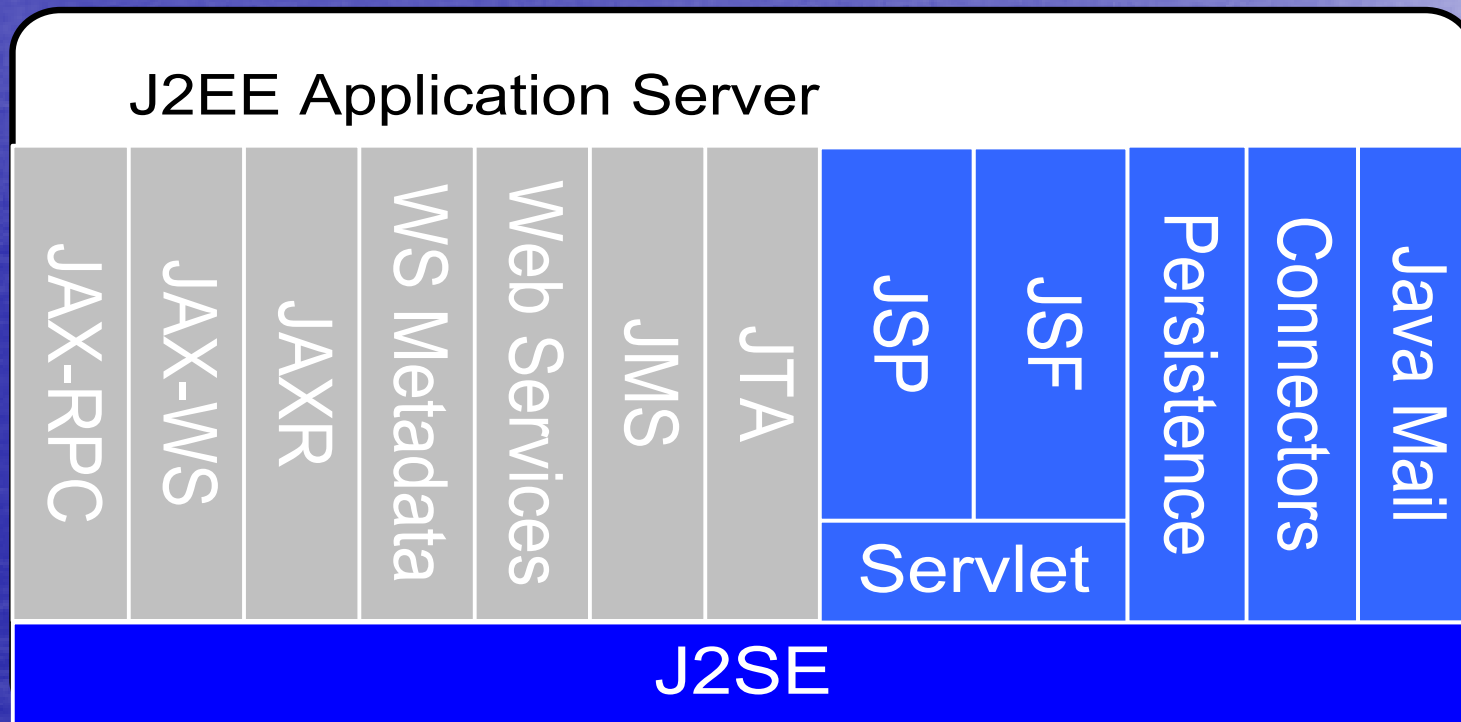 J2EE Application Server
JAX-RPC
JAX-WS
JAXR
WS Metadata
Web Services
JMS
JTA
JSP
JSF
Servlet
Persistence
Connectors
Java Mail
J2SE